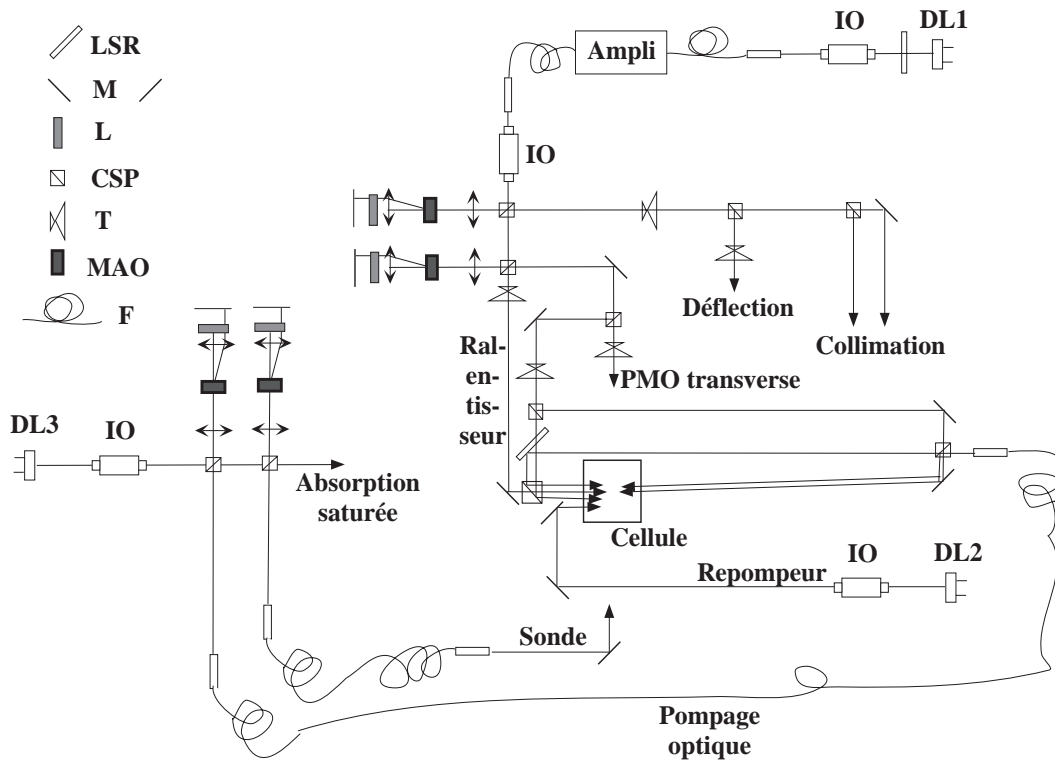 LSR
M
L
CSP
T
MAO
F
IO
DL1
Ampli
IO
Déflection
Collimation
Ral-
en-
tis-
seur
PMO transverse
DL3
IO
Absorption
saturée
Cellule
Repompeur
IO
DL2
Sonde
Pompage
optique